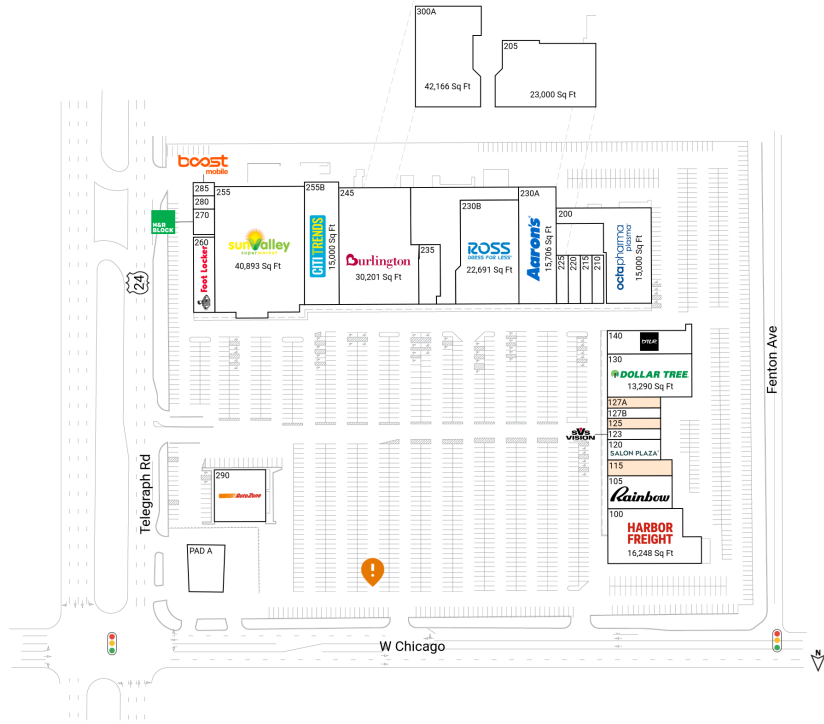 300A
42,166 Sq Ft
205
23,000 Sq Ft
boost
mobile
285
280
270
H&R
BLOCK
260
Foot Locker
255
sunValley
supermarket
40,893 Sq Ft
255B
CITI TRENDS
15,000 Sq Ft
245
Burlington
30,201 Sq Ft
235
230B
ROSS
DRESS FOR LESS
22,691 Sq Ft
230A
Aaron's
15,706 Sq Ft
200
225
220
215
210
octapharma
plasma
15,000 Sq Ft
24
140
DTLR
130
DOLLAR TREE
13,290 Sq Ft
127A
127B
125
123
SVS
VISION
120
SALON PLAZA
115
105
Rainbow
100
HARBOR
FREIGHT
16,248 Sq Ft
290
AutoZone
PAD A
Telegraph Rd
Fenton Ave
W Chicago
N